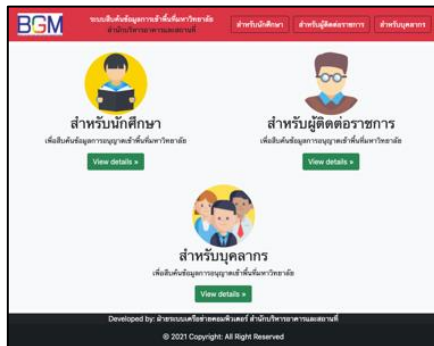 BGM
ระบบสืบค้นข้อมูลการเข้าพื้นที่มหาวิทยาลัย
สำนักบริหารอาคารและสถานที่
สำหรับนักศึกษา
สำหรับผู้ติดต่อราชการ
สำหรับบุคลากร
สำหรับนักศึกษา
เพื่อสืบค้นข้อมูลการอนุญาตเข้าพื้นที่มหาวิทยาลัย
View details »
สำหรับผู้ติดต่อราชการ
เพื่อสืบค้นข้อมูลการอนุญาตเข้าพื้นที่มหาวิทยาลัย
View details »
สำหรับบุคลากร
เพื่อสืบค้นข้อมูลการอนุญาตเข้าพื้นที่มหาวิทยาลัย
View details »
Developed by: ฝ่ายระบบเครือข่ายคอมพิวเตอร์ สำนักบริหารอาคารและสถานที่
© 2021 Copyright: All Right Reserved